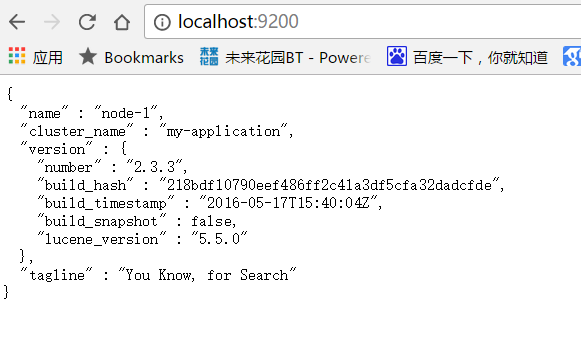 localhost:9200
应用 Bookmarks 未来花园 未来花园BT - Powere 百度一下，你就知道
{
"name" : "node-1",
"cluster_name" : "my-application",
"version" : {
"number" : "2.3.3",
"build_hash" : "218bdf10790eef486ff2c41a3df5cfa32dadcfde",
"build_timestamp" : "2016-05-17T15:40:04Z",
"build_snapshot" : false,
"lucene_version" : "5.5.0"
},
"tagline" : "You Know, for Search"
}